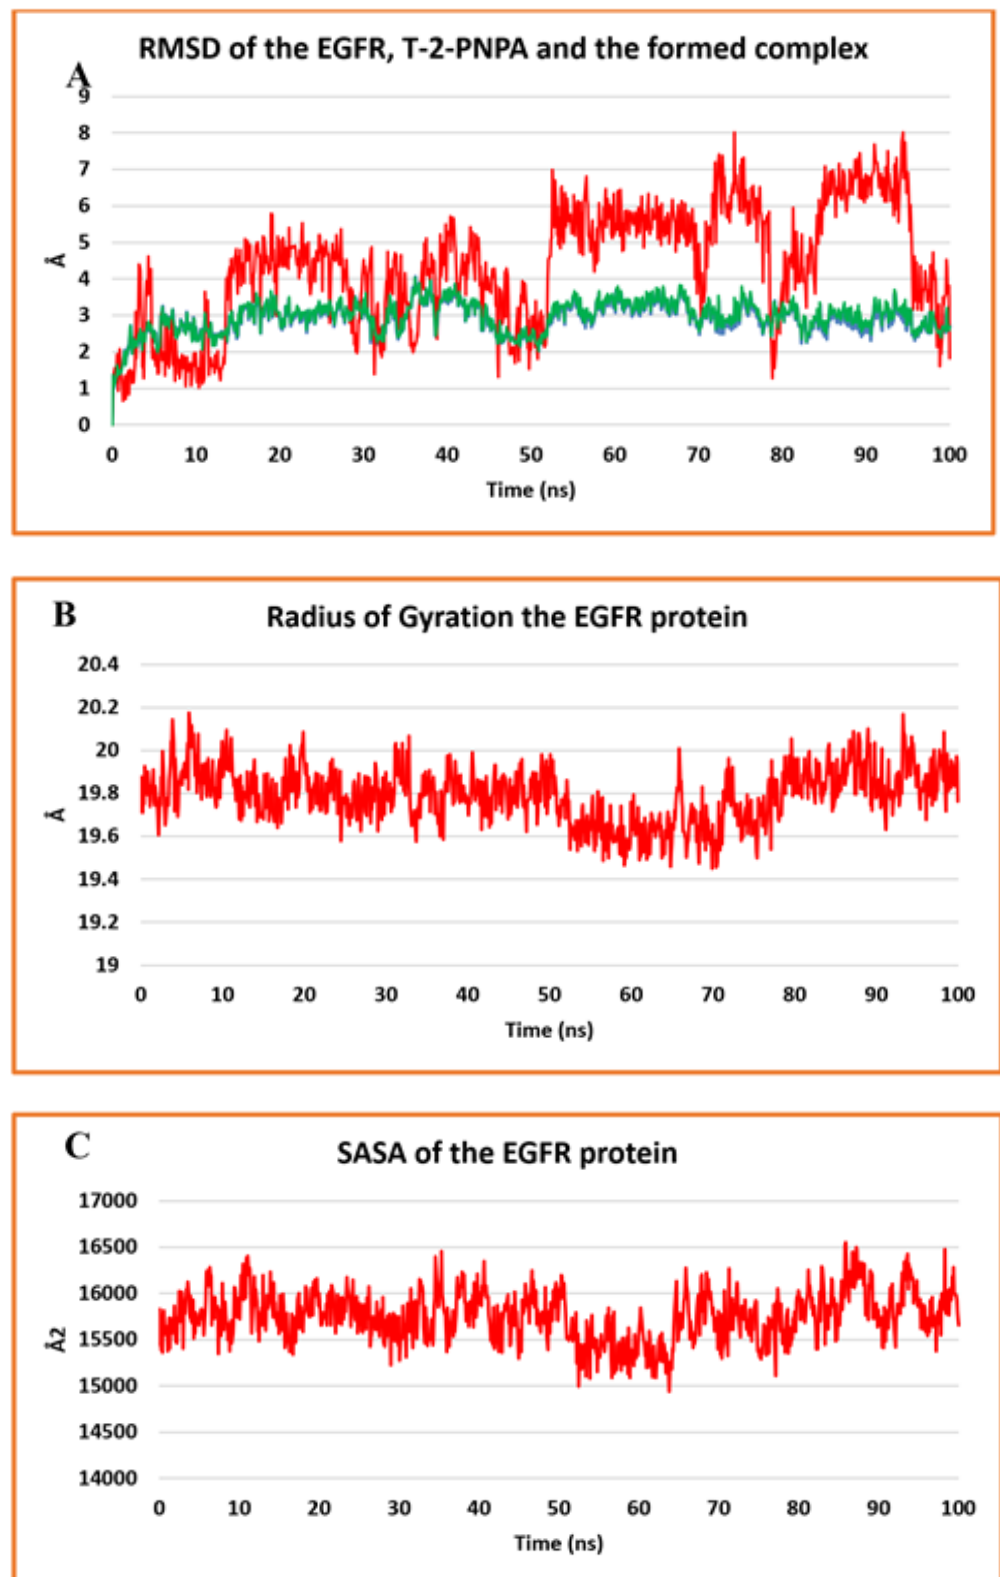 RMSD of the EGFR, T-2-PNPA and the formed complex
A
9
8
7
6
5
4
3
2
1
0
Å
0 10 20 30 40 50 60 70 80 90 100
Time (ns)
B
Radius of Gyration the EGFR protein
20.4
20.2
20
19.8
19.6
19.4
19.2
19
Å
0 10 20 30 40 50 60 70 80 90 100
Time (ns)
C
SASA of the EGFR protein
17000
16500
16000
15500
15000
14500
14000
Å2
0 10 20 30 40 50 60 70 80 90 100
Time (ns)